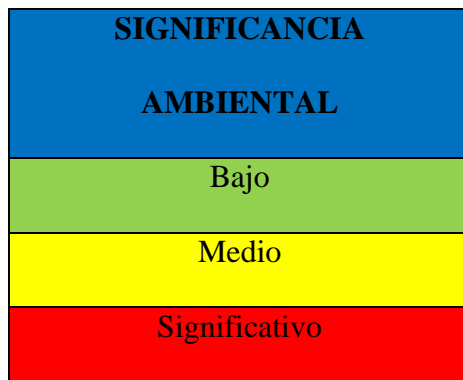 SIGNIFICANCIA
AMBIENTAL
Bajo
Medio
Significativo